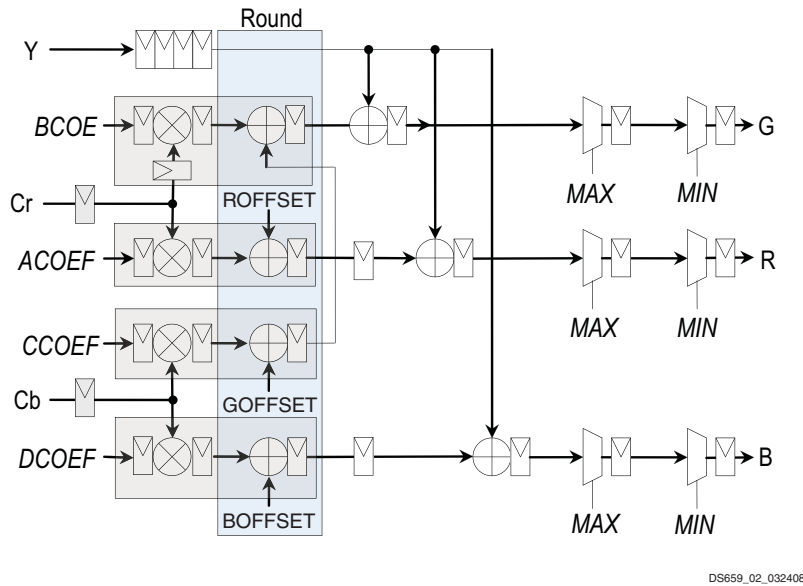 Round
Y
BCOE
G
MAX
MIN
Cr
ROFFSET
ACOEF
R
MAX
MIN
CCOEF
Cb
GOFFSET
DCOEF
B
BOFFSET
MAX
MIN
DS659_02_032408